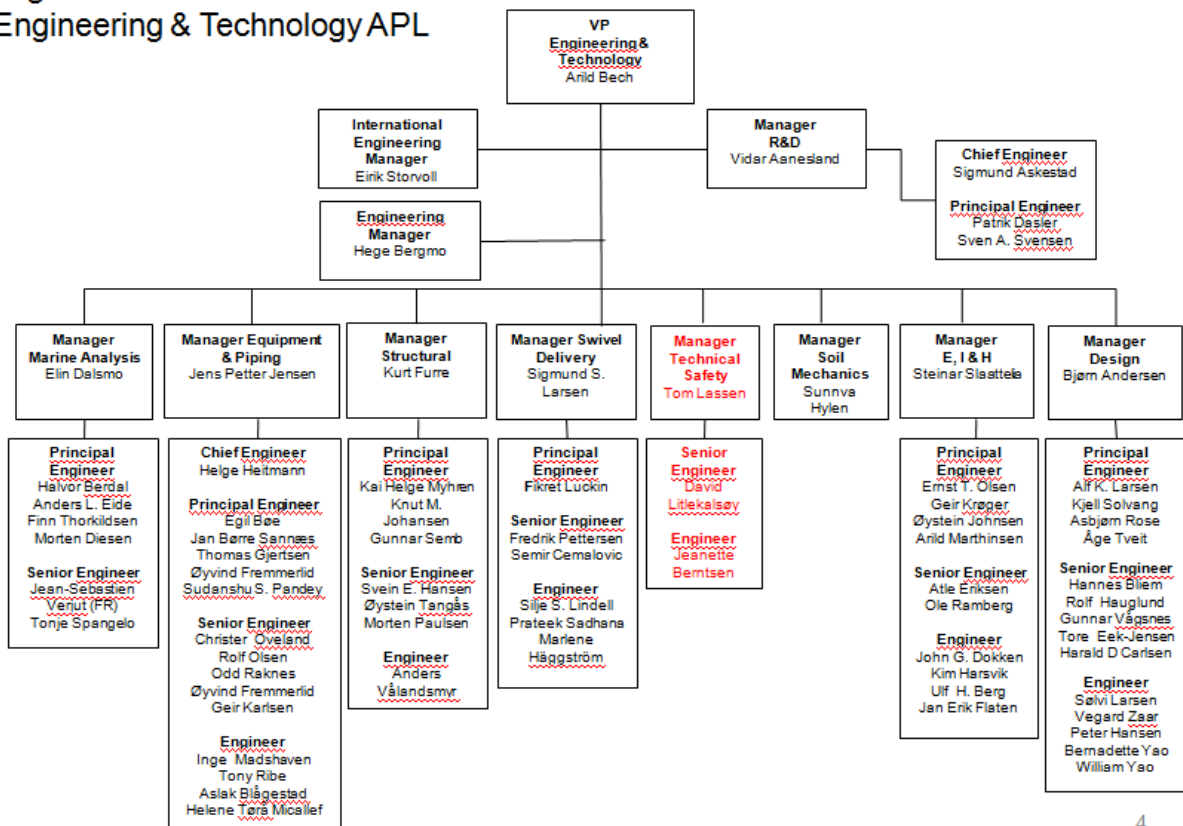 Engineering & Technology APL
VP
Engineering &
Technology
Arild Bech
International
Engineering
Manager
Eirik Storvoll
Manager
R&D
Vidar Aanesland
Chief Engineer
Sigmund Askestad
Principal Engineer
Patrik Dasler
Sven A. Svensen
Engineering
Manager
Hege Bergmo
Manager
Marine Analysis
Elin Dalsmo
Manager Equipment
& Piping
Jens Petter Jensen
Manager
Structural
Kurt Furre
Manager Swivel
Delivery
Sigmund S.
Larsen
Manager
Technical
Safety
Tom Lassen
Manager
Soil
Mechanics
Sunnva
Hylen
Manager
E, I & H
Steinar Slaattelia
Manager
Design
Bjørn Andersen
Principal
Engineer
Halvor Berdal
Anders L. Eide
Finn Thorkildsen
Morten Diesen
Senior Engineer
Jean-Sebastien
Verjut (FR)
Tonje Spangelo
Chief Engineer
Helge Heitmann
Principal Engineer
Egil Bøe
Jan Børre Sannæs
Thomas Gjertsen
Øyvind Fremmerlid
Sudanshu S. Pandey
Senior Engineer
Christer Oveland
Rolf Olsen
Odd Raknes
Øyvind Fremmerlid
Geir Karlsen
Engineer
Inge Madshaven
Tony Ribe
Aslak Blågestad
Helene Tørå Micallef
Principal
Engineer
Kai Helge Myhren
Knut M.
Johansen
Gunnar Semb
Senior Engineer
Svein E. Hansen
Øystein Tangås
Morten Paulsen
Engineer
Anders
Vålandsmyr
Principal
Engineer
Fikret Luckin
Senior Engineer
Fredrik Pettersen
Semir Cemalovic
Engineer
Silje S. Lindell
Prateek Sadhana
Marlene
Häggström
Senior
Engineer
David
Litlekalsøy
Engineer
Jeanette
Berntsen
Principal
Engineer
Ernst T. Olsen
Geir Krøger
Øystein Johnsen
Arild Marthinsen
Senior Engineer
Atle Eriksen
Ole Ramberg
Engineer
John G. Dokken
Kim Harsvik
Ulf H. Berg
Jan Erik Flaten
Principal
Engineer
Alf K. Larsen
Kjell Solvang
Asbjørn Rose
Åge Tveit
Senior Engineer
Hannes Bliem
Rolf Hauglund
Gunnar Vågsnes
Tore Eek-Jensen
Harald D Carlsen
Engineer
Sølvi Larsen
Vegard Zaar
Peter Hansen
Bernadette Yao
William Yao
4